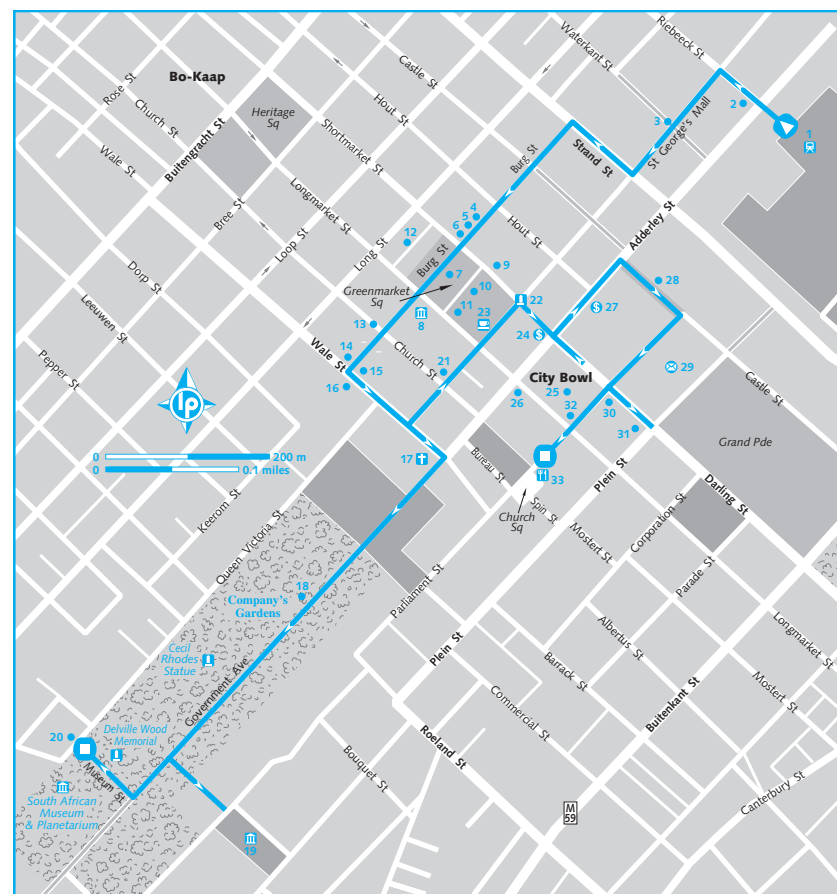 Riebeeck St
Waterkant St
Castle St
Bo-Kaap
Rose St
Church St
Wale St
Heritage
Sq
Hout St
Shortmarket St
Buitengracht St
St George's Mall
Strand St
Burg St
2
3
1
Longmarket St
Bree St
Loop St
Long St
Adderley St
Hout St
4
5
6
12
Burg St
7
9
10
11
Greenmarket
Sq
8
23
22
24
$
27
$
28
Dorp St
Leeuwen St
Pepper St
13
14
15
16
Wale St
Church St
21
City Bowl
25
26
32
30
31
29
Castle St
Grand Pde
lp
0
200 m
0
0.1 miles
17
Bureau St
33
Church
Sq
Spin St
Mostert St
Plein St
Corporation St
Darling St
Parade St
Keerom St
Queen Victoria St
18
Company's
Gardens
Parliament St
Cecil
Rhodes
Statue
Government Ave
Plein St
Albertus St
Barrack St
Commercial St
Longmarket St
Mostert St
Buitenkant St
20
Delville Wood
Memorial
Museum St
South African
Museum
& Planetarium
Roeland St
Bouquet St
Canterbury St
M
59
19